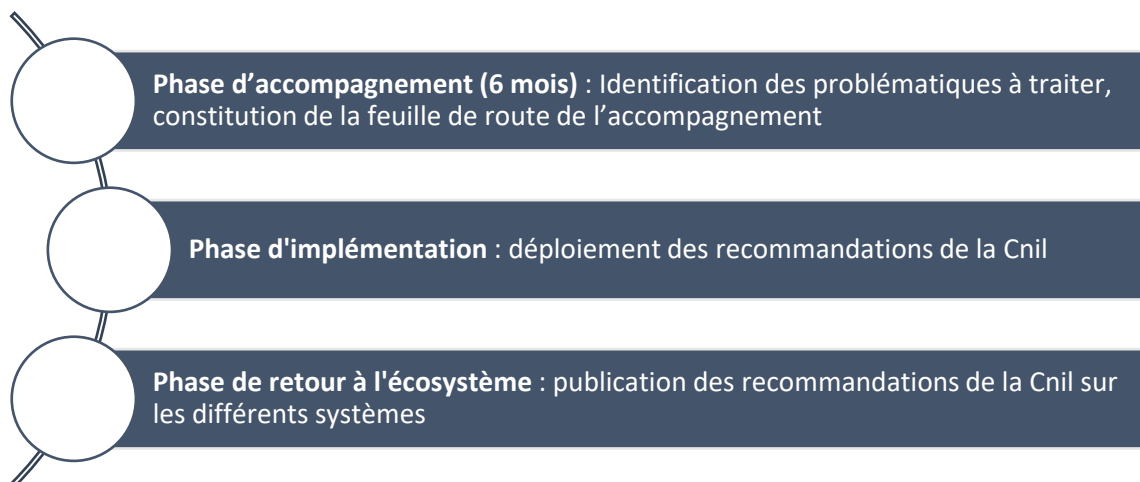 Phase d’accompagnement (6 mois) : Identification des problématiques à traiter,
constitution de la feuille de route de l’accompagnement
Phase d'implémentation : déploiement des recommandations de la Cnil
Phase de retour à l'écosystème : publication des recommandations de la Cnil sur
les différents systèmes